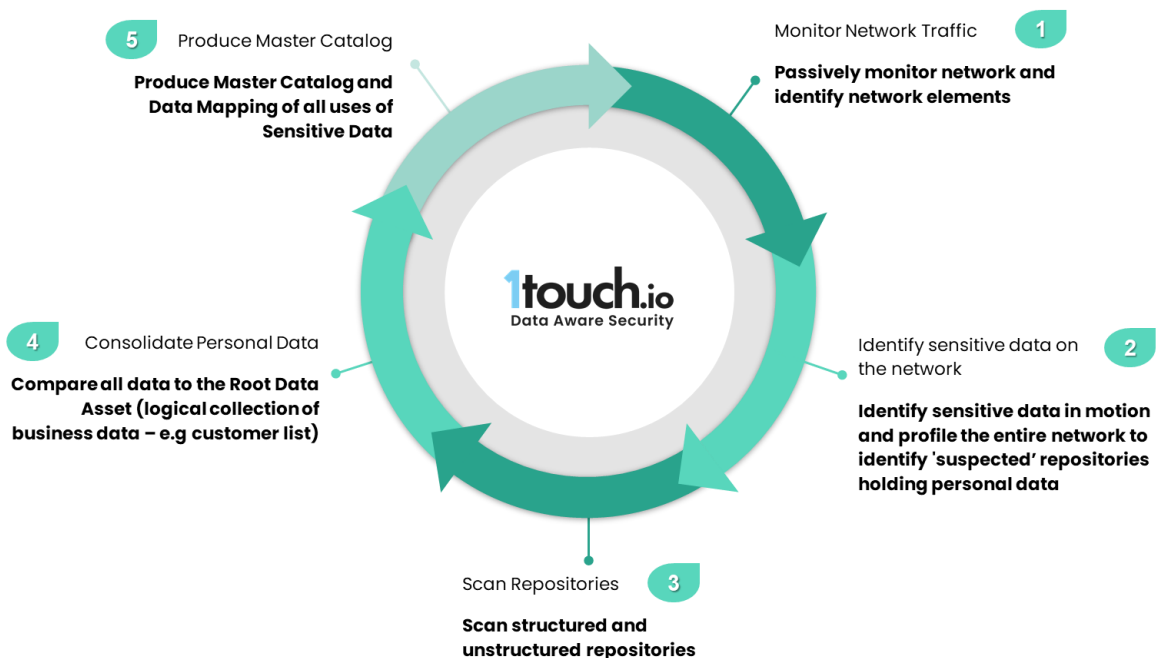 Monitor Network Traffic
1
Passively monitor network and
identify network elements
Identify sensitive data on
the network
2
Identify sensitive data in motion
and profile the entire network to
identify 'suspected’ repositories
holding personal data
Scan Repositories
3
Scan structured and
unstructured repositories
4
Consolidate Personal Data
Compare all data to the Root Data
Asset (logical collection of
business data – e.g customer list)
5
Produce Master Catalog
Produce Master Catalog and
Data Mapping of all uses of
Sensitive Data
1touch.io
Data Aware Security